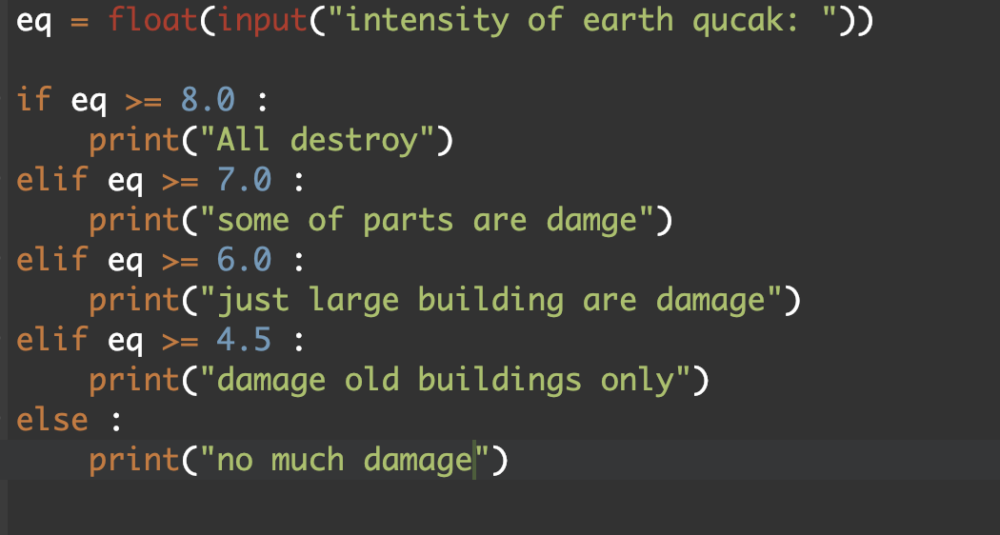 eq = float(input("intensity of earth qucak: "))
if eq >= 8.0 :
    print("All destroy")
elif eq >= 7.0 :
    print("some of parts are damge")
elif eq >= 6.0 :
    print("just large building are damage")
elif eq >= 4.5 :
    print("damage old buildings only")
else :
    print("no much damage")